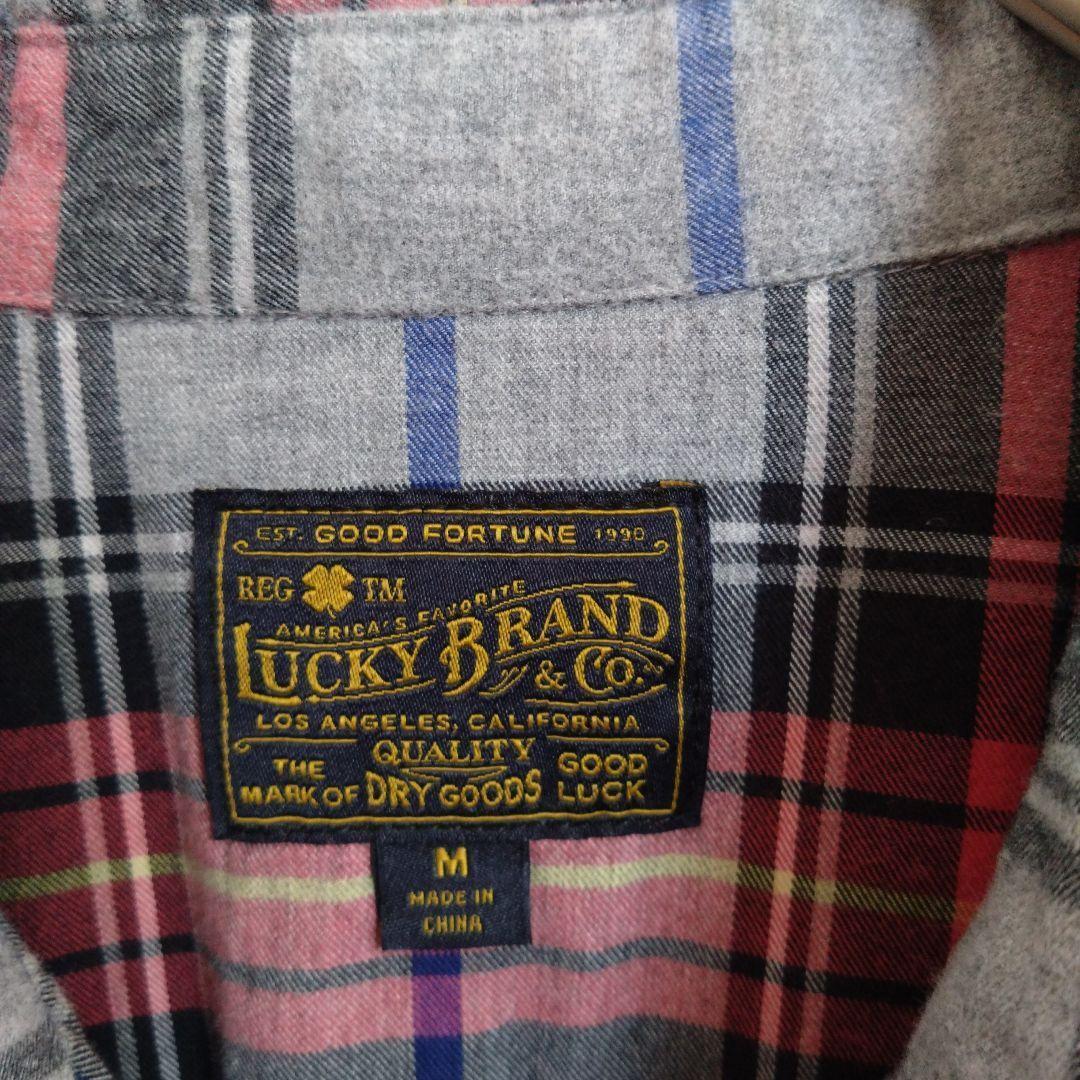 EST. GOOD FORTUNE 1990
REG TM
AMERICA'S FAVORITE
LUCKY BRAND
& Co.
LOS ANGELES, CALIFORNIA
QUALITY
THE MARK OF DRY GOODS
GOOD LUCK
M
MADE IN
CHINA